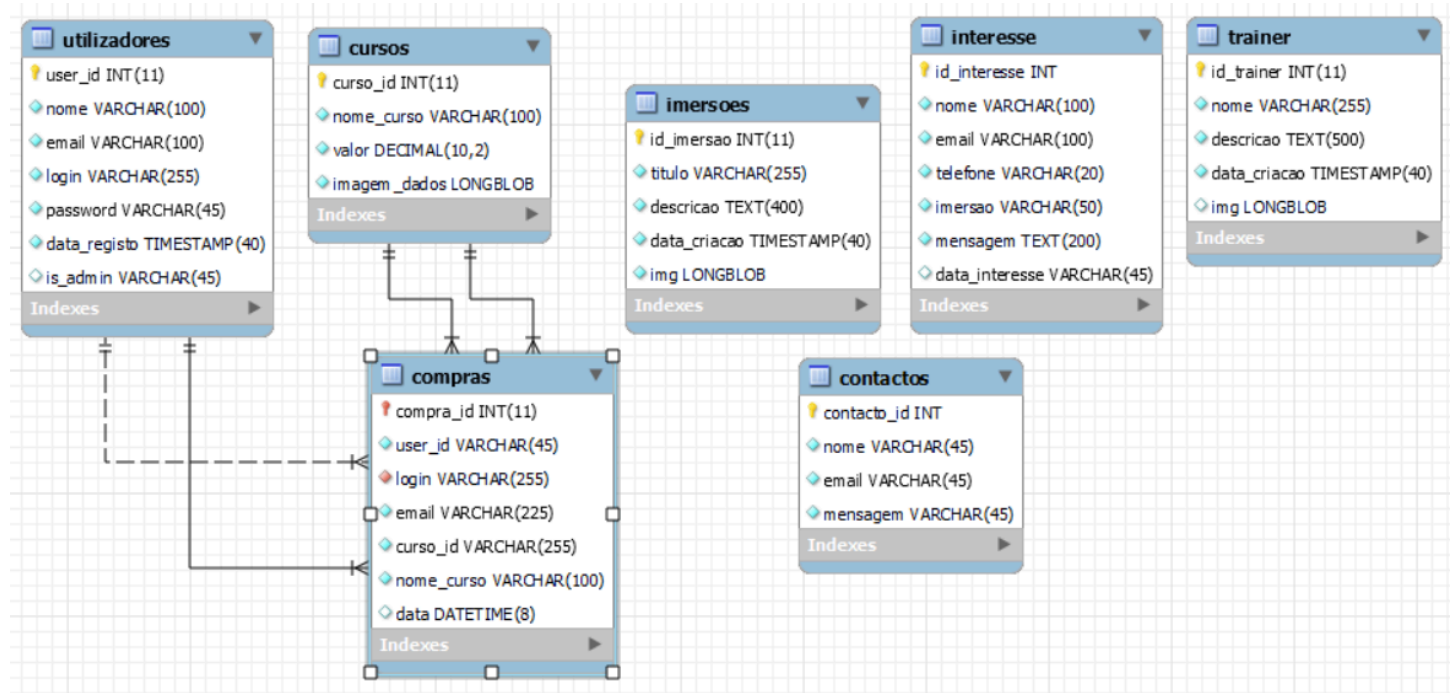 utilizadores
user_id INT(11)
nome VARCHAR(100)
email VARCHAR(100)
login VARCHAR(255)
password VARCHAR(45)
data_registo TIMESTAMP(40)
is_admin VARCHAR(45)
Indexes
cursos
curso_id INT(11)
nome_curso VARCHAR(100)
valor DECIMAL(10,2)
imagem_dados LONGBLOB
Indexes
imersoes
id_imersao INT(11)
titulo VARCHAR(255)
descricao TEXT(400)
data_criacao TIMESTAMP(40)
img LONGBLOB
Indexes
interesse
id_interesse INT
nome VARCHAR(100)
email VARCHAR(100)
telefone VARCHAR(20)
imersao VARCHAR(50)
mensagem TEXT(200)
data_interesse VARCHAR(45)
Indexes
trainer
id_trainer INT(11)
nome VARCHAR(255)
descricao TEXT(500)
data_criacao TIMESTAMP(40)
img LONGBLOB
Indexes
compras
compra_id INT(11)
user_id VARCHAR(45)
login VARCHAR(255)
email VARCHAR(225)
curso_id VARCHAR(255)
nome_curso VARCHAR(100)
data DATETIME(8)
Indexes
contactos
contacto_id INT
nome VARCHAR(45)
email VARCHAR(45)
mensagem VARCHAR(45)
Indexes